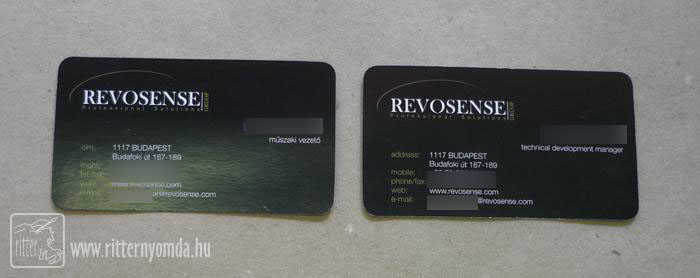 REVOSENSE GROUP
Professional Solutions
műszaki vezető
cím: 1117 BUDAPEST
Budafoki út 187-189
mobil:
Tel./fax:
web: www.revosense.com
e-mail: @revosense.com
REVOSENSE GROUP
Professional Solutions
technical development manager
address: 1117 BUDAPEST
Budafoki út 187-189
mobile:
phone/fax:
web: www.revosense.com
e-mail: @revosense.com
ritter
www.ritternyomda.hu